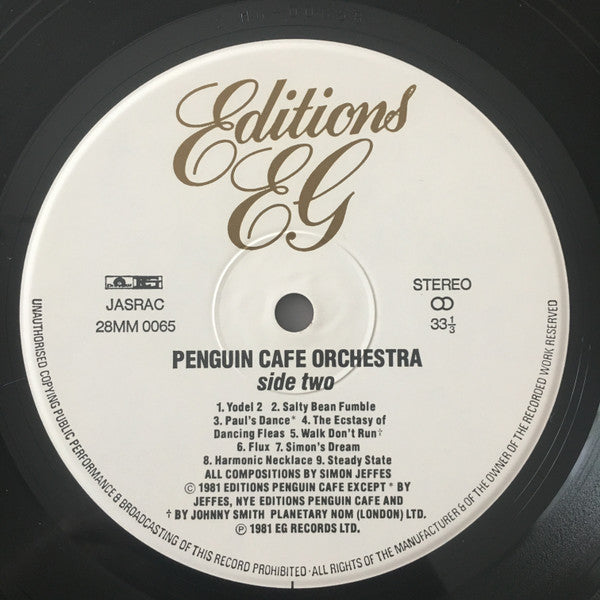 Editions
E.G
JASRAC
28MM 0065
STEREO
33⅓
PENGUIN CAFE ORCHESTRA
side two
1. Yodel 2 2. Salty Bean Fumble
3. Paul's Dance* 4. The Ecstasy of
Dancing Fleas 5. Walk Don't Run†
6. Flux 7. Simon's Dream
8. Harmonic Necklace 9. Steady State
ALL COMPOSITIONS BY SIMON JEFFES
© 1981 EDITIONS PENGUIN CAFE EXCEPT * BY
JEFFES, NYE EDITIONS PENGUIN CAFE AND
† BY JOHNNY SMITH PLANETARY NOM (LONDON) LTD.
℗ 1981 EG RECORDS LTD.
UNAUTHORISED COPYING PUBLIC PERFORMANCE & BROADCASTING OF THIS RECORD PROHIBITED · ALL RIGHTS OF THE MANUFACTURER & OF THE OWNER OF THE RECORDED WORK RESERVED